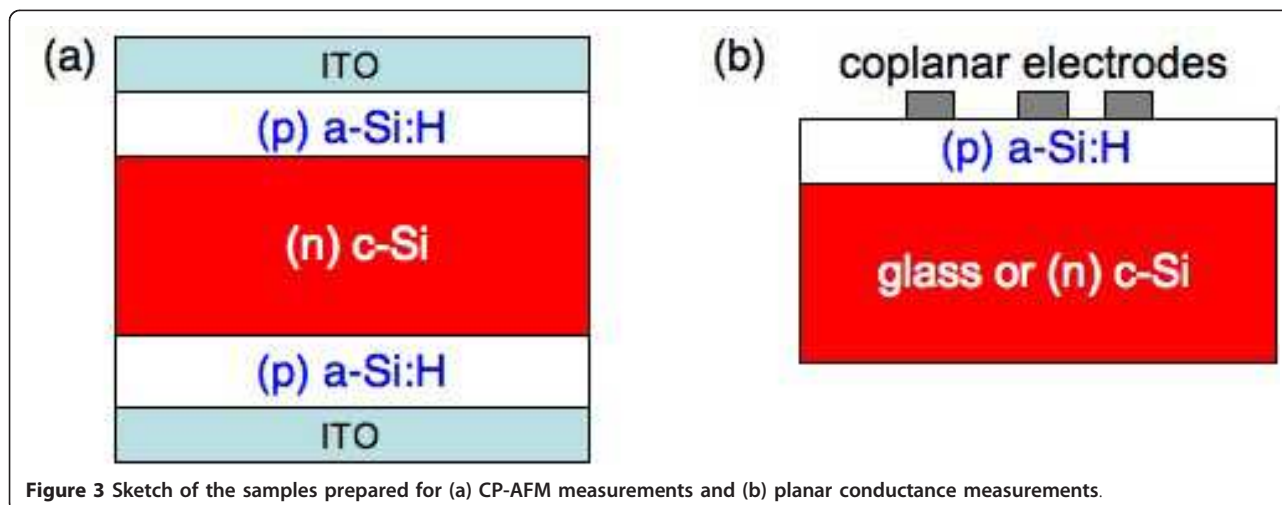 (a)
ITO
(p) a-Si:H
(n) c-Si
(p) a-Si:H
ITO
(b)
coplanar electrodes
(p) a-Si:H
glass or (n) c-Si
Figure 3 Sketch of the samples prepared for (a) CP-AFM measurements and (b) planar conductance measurements.